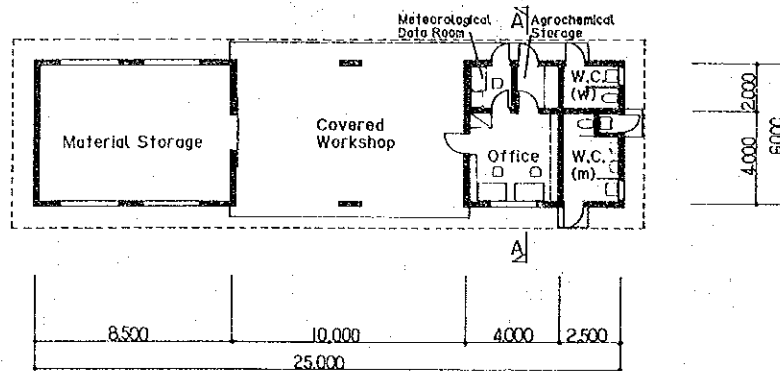 Meteorological
Data Room
A
Agrochemical
Storage
W.C.
(w)
Material Storage
Covered
Workshop
Office
W.C.
(m)
2,000
4,000
6,000
A
8,500
10,000
4,000
2,500
25,000